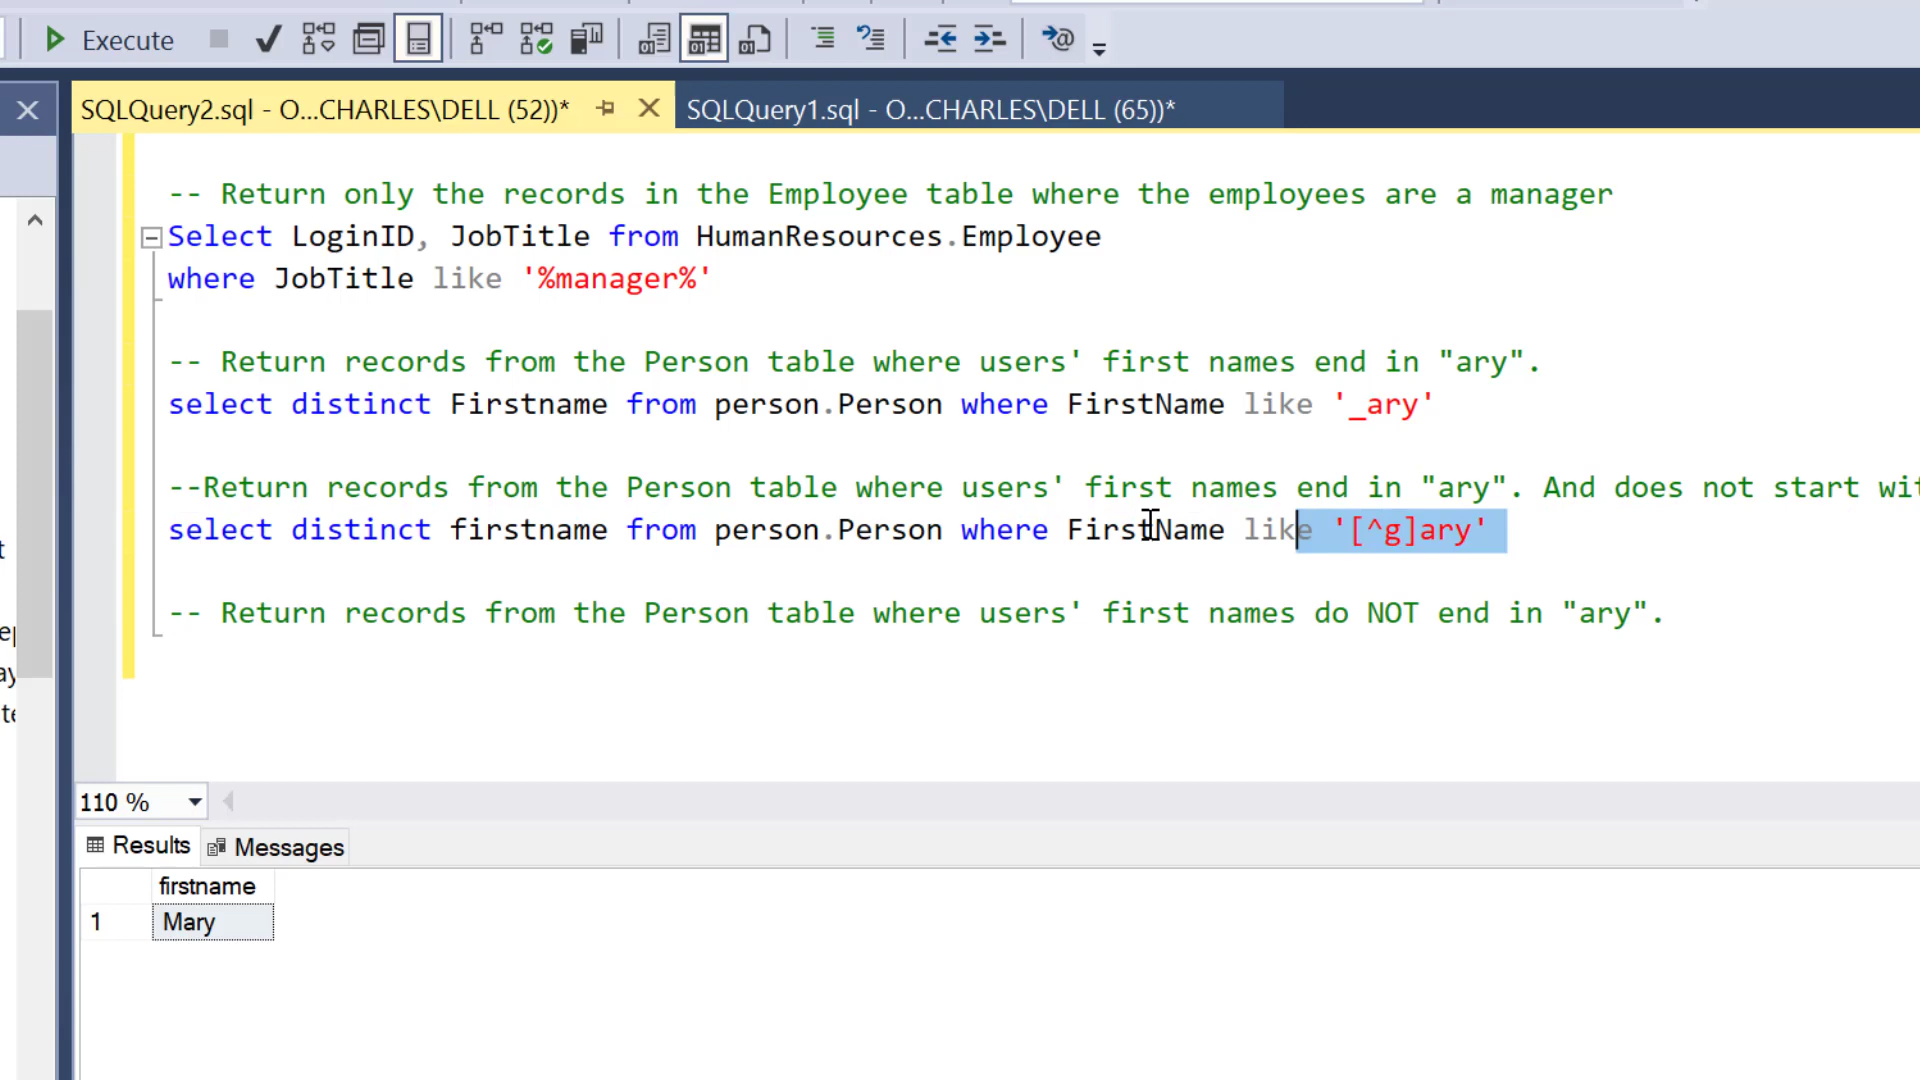 Execute
SQLQuery2.sql - O...CHARLES\DELL (52))*
SQLQuery1.sql - O...CHARLES\DELL (65))*
-- Return only the records in the Employee table where the employees are a manager
Select LoginID, JobTitle from HumanResources.Employee
where JobTitle like '%manager%'
-- Return records from the Person table where users' first names end in "ary".
select distinct Firstname from person.Person where FirstName like '_ary'
--Return records from the Person table where users' first names end in "ary". And does not start wit
select distinct firstname from person.Person where FirstName like '[^g]ary'
-- Return records from the Person table where users' first names do NOT end in "ary".
110 %
Results
Messages
firstname
1 Mary